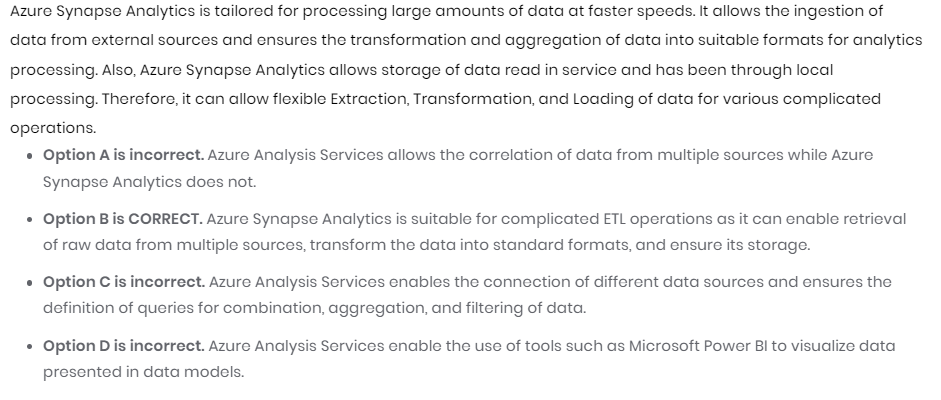 Azure Synapse Analytics is tailored for processing large amounts of data at faster speeds. It allows the ingestion of
data from external sources and ensures the transformation and aggregation of data into suitable formats for analytics
processing. Also, Azure Synapse Analytics allows storage of data read in service and has been through local
processing. Therefore, it can allow flexible Extraction, Transformation, and Loading of data for various complicated
operations.
• Option A is incorrect. Azure Analysis Services allows the correlation of data from multiple sources while Azure
Synapse Analytics does not.
• Option B is CORRECT. Azure Synapse Analytics is suitable for complicated ETL operations as it can enable retrieval
of raw data from multiple sources, transform the data into standard formats, and ensure its storage.
• Option C is incorrect. Azure Analysis Services enables the connection of different data sources and ensures the
definition of queries for combination, aggregation, and filtering of data.
• Option D is incorrect. Azure Analysis Services enable the use of tools such as Microsoft Power BI to visualize data
presented in data models.